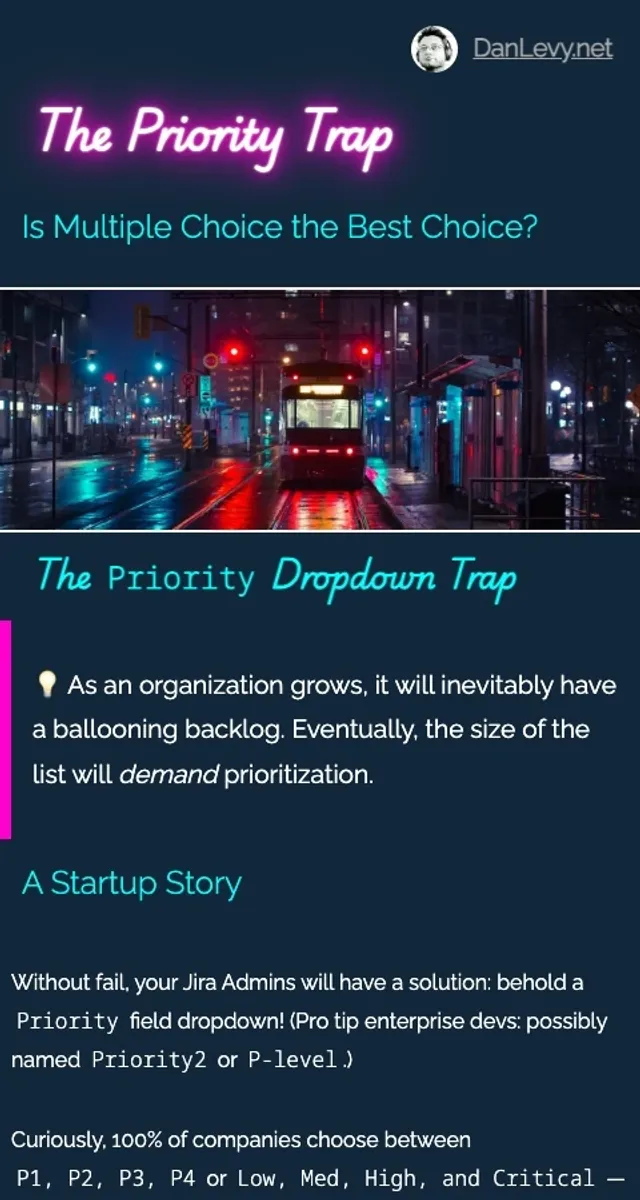 DanLevy.net
The Priority Trap
Is Multiple Choice the Best Choice?
The Priority Dropdown Trap
💡 As an organization grows, it will inevitably have
a ballooning backlog. Eventually, the size of the
list will demand prioritization.
A Startup Story
Without fail, your Jira Admins will have a solution: behold a
Priority field dropdown! (Pro tip enterprise devs: possibly
named Priority2 or P-level.)
Curiously, 100% of companies choose between
P1, P2, P3, P4 or Low, Med, High, and Critical —